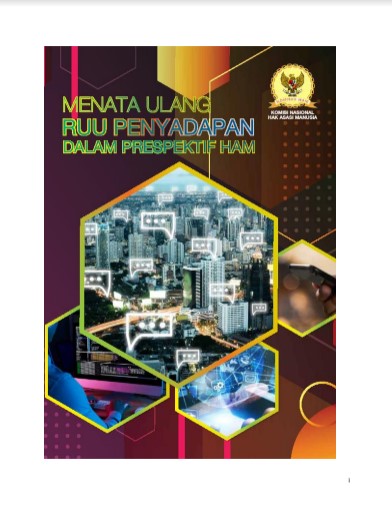 MENATA ULANG
RUU PENYADAPAN
DALAM PRESPEKTIF HAM
KOMISI NASIONAL
HAK ASASI MANUSIA
i